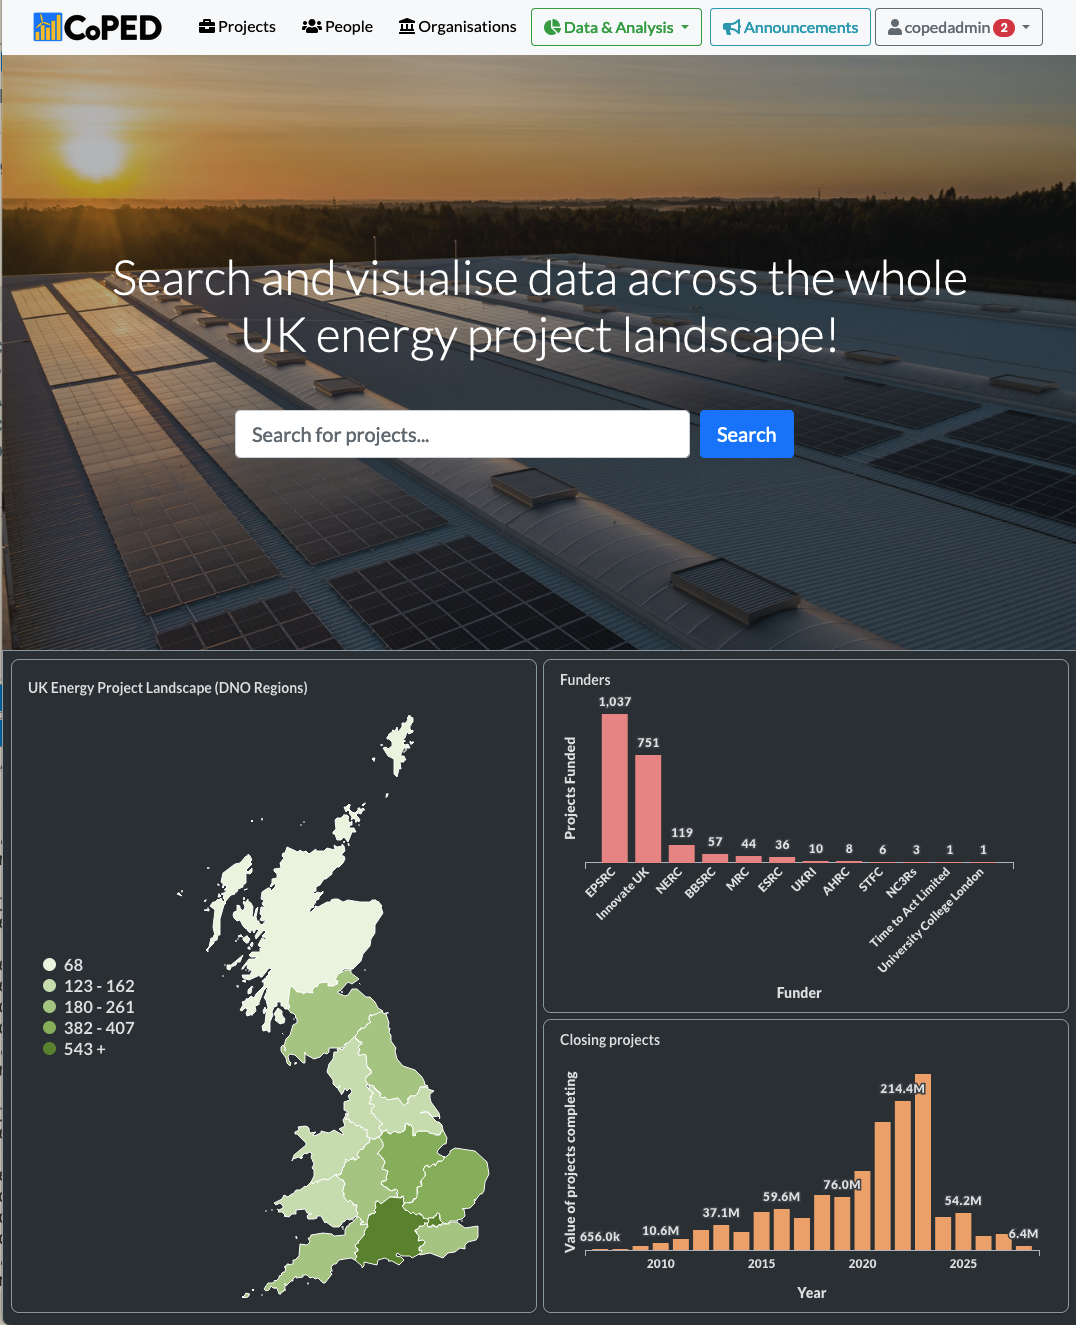 CoPED
Projects
People
Organisations
Data & Analysis
Announcements
copedadmin 2
Search and visualise data across the whole
UK energy project landscape!
Search for projects...
Search
UK Energy Project Landscape (DNO Regions)
68
123 - 162
180 - 261
382 - 407
543 +
Funders
Projects Funded
1,037
751
119
57
44
36
10
8
6
3
1
1
EPSRC
Innovate UK
NERC
BBSRC
MRC
ESRC
UKRI
AHRC
STFC
NC3Rs
Time to Act Limited
University College London
Funder
Closing projects
Value of projects completing
656.0k
10.6M
37.1M
59.6M
76.0M
214.4M
54.2M
6.4M
2010
2015
2020
2025
Year